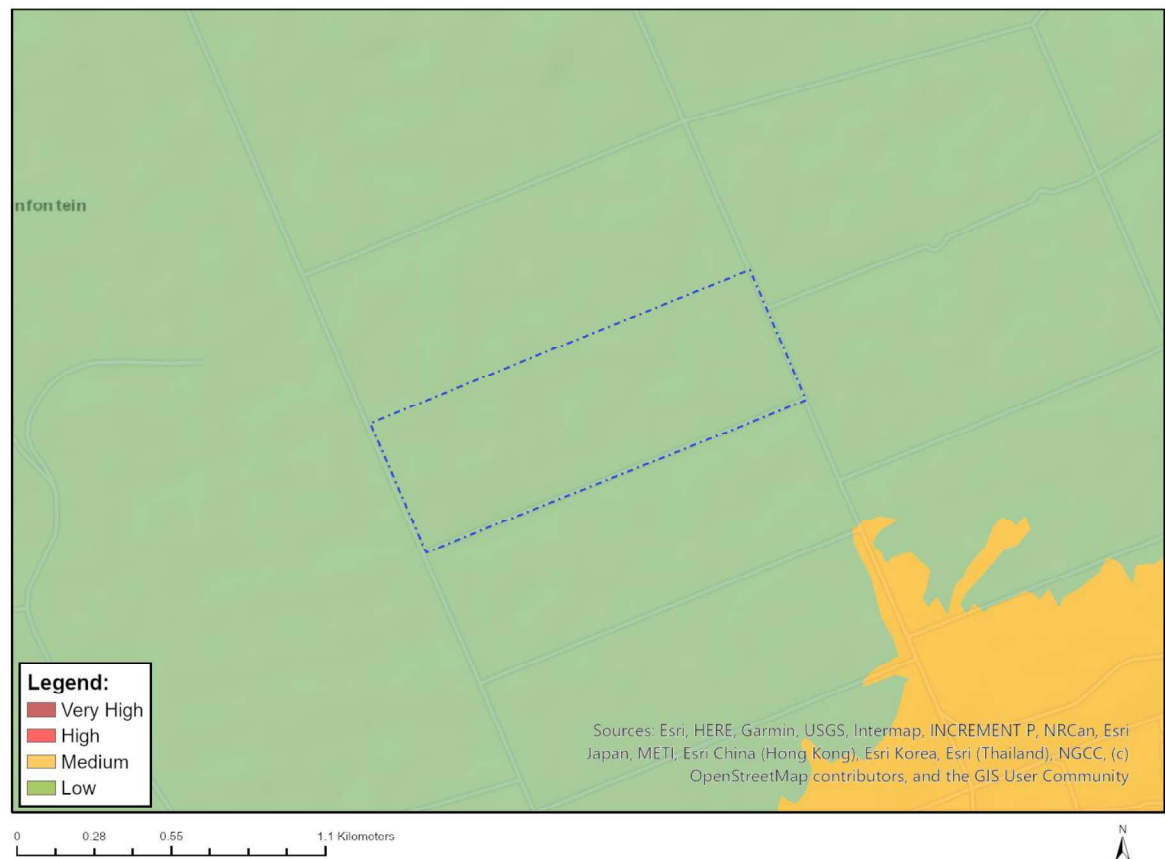 nfontein
Legend:
Very High
High
Medium
Low
Sources: Esri, HERE, Garmin, USGS, Intermap, INCREMENT P, NRCan, Esri
Japan, METI, Esri China (Hong Kong), Esri Korea, Esri (Thailand), NGCC, (c)
OpenStreetMap contributors, and the GIS User Community
0 0.28 0.55 1.1 Kilometers
N